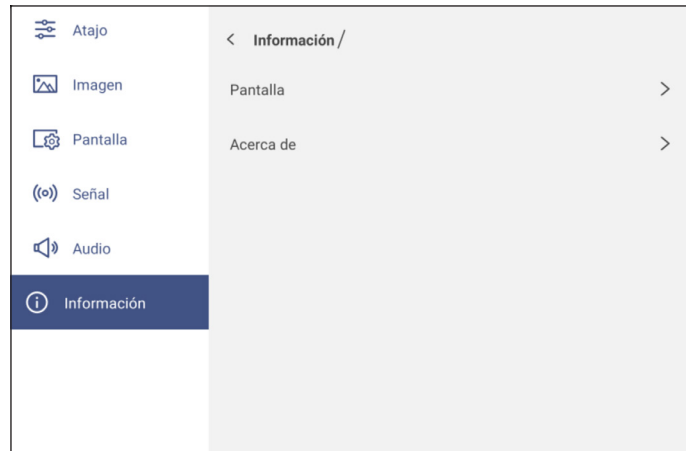 Atajo
Imagen
Pantalla
Señal
Audio
Información
Información /
Pantalla
Acerca de